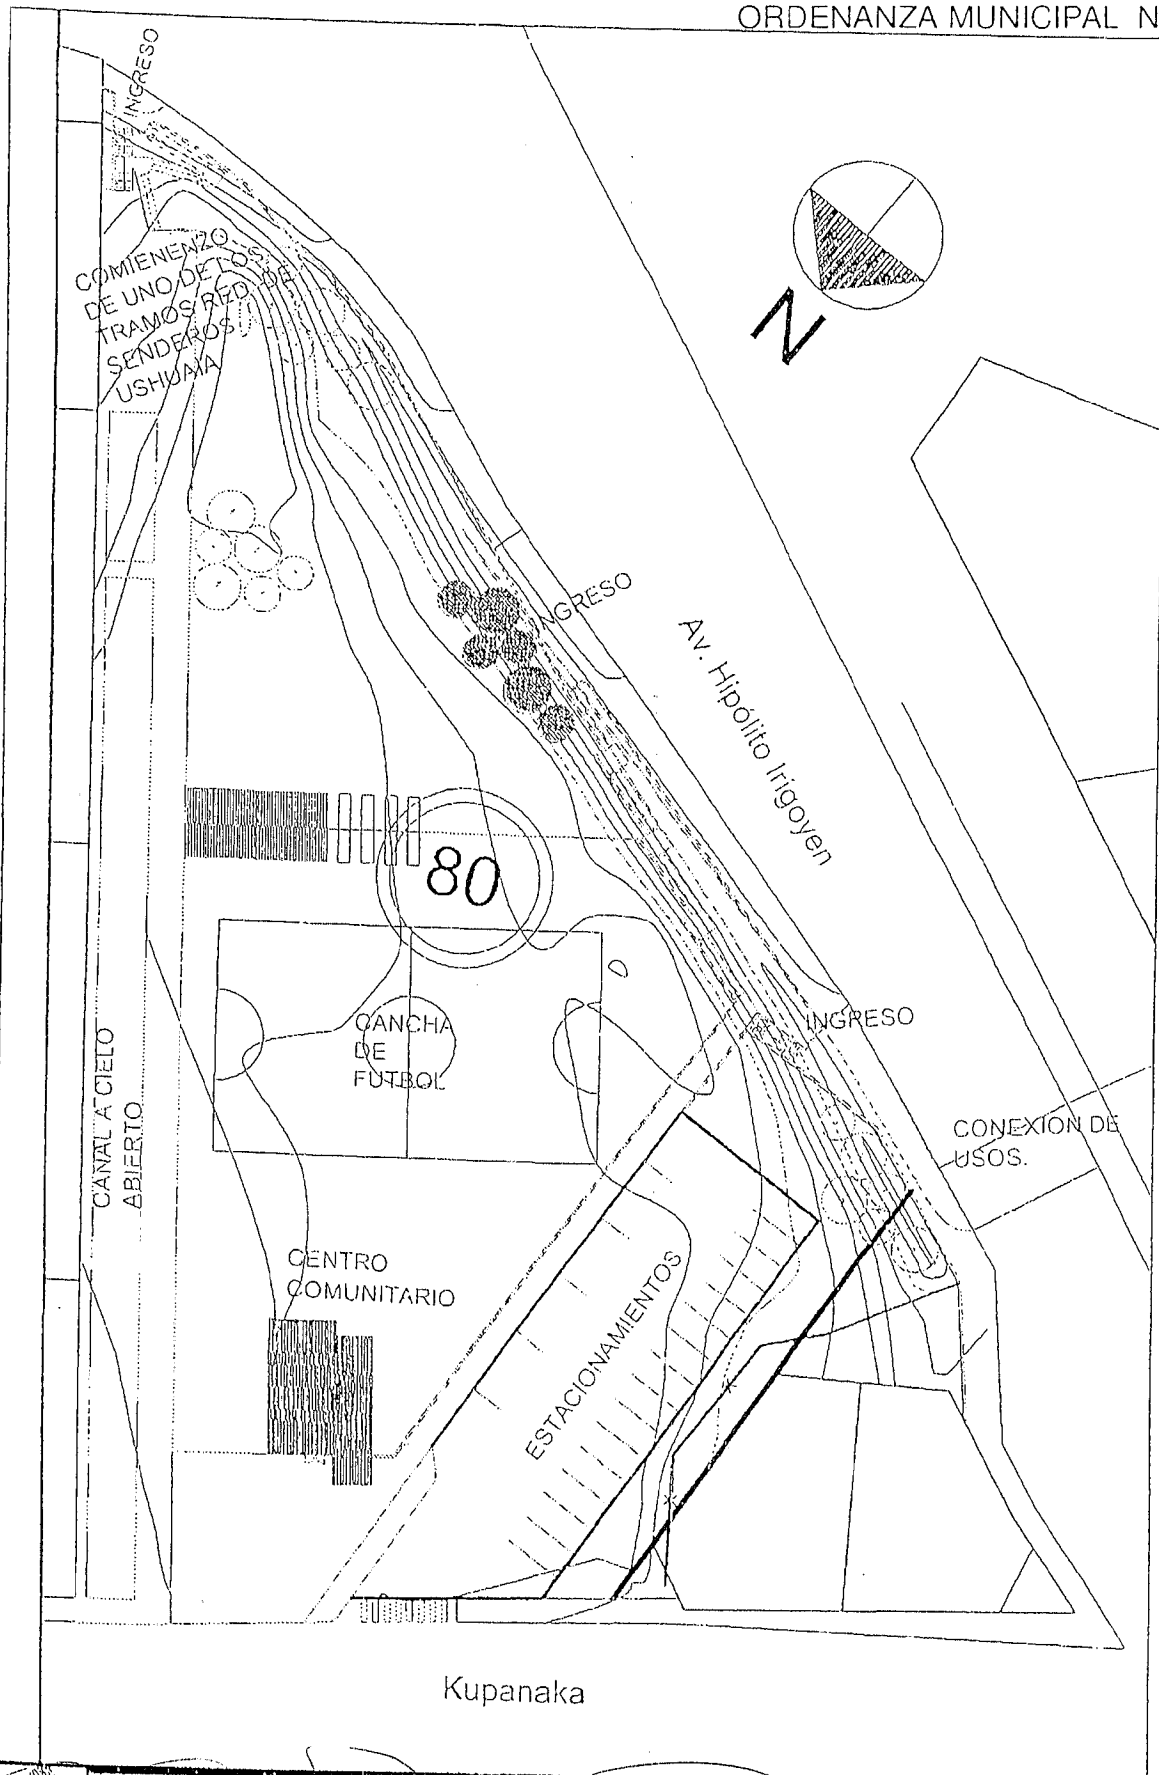 ORDENANZA MUNICIPAL N
INGRESO
N
COMIENENZO
DE UNO DE LOS
TRAMOS RED DE
SENDEROS
USHUAIA
INGRESO
Av. Hipólito Irigoyen
80
CANCHA
DE
FUTBOL
INGRESO
CANAL A CIELO
ABIERTO
CONEXION DE
USOS.
CENTRO
COMUNITARIO
ESTACIONAMIENTOS
Kupanaka